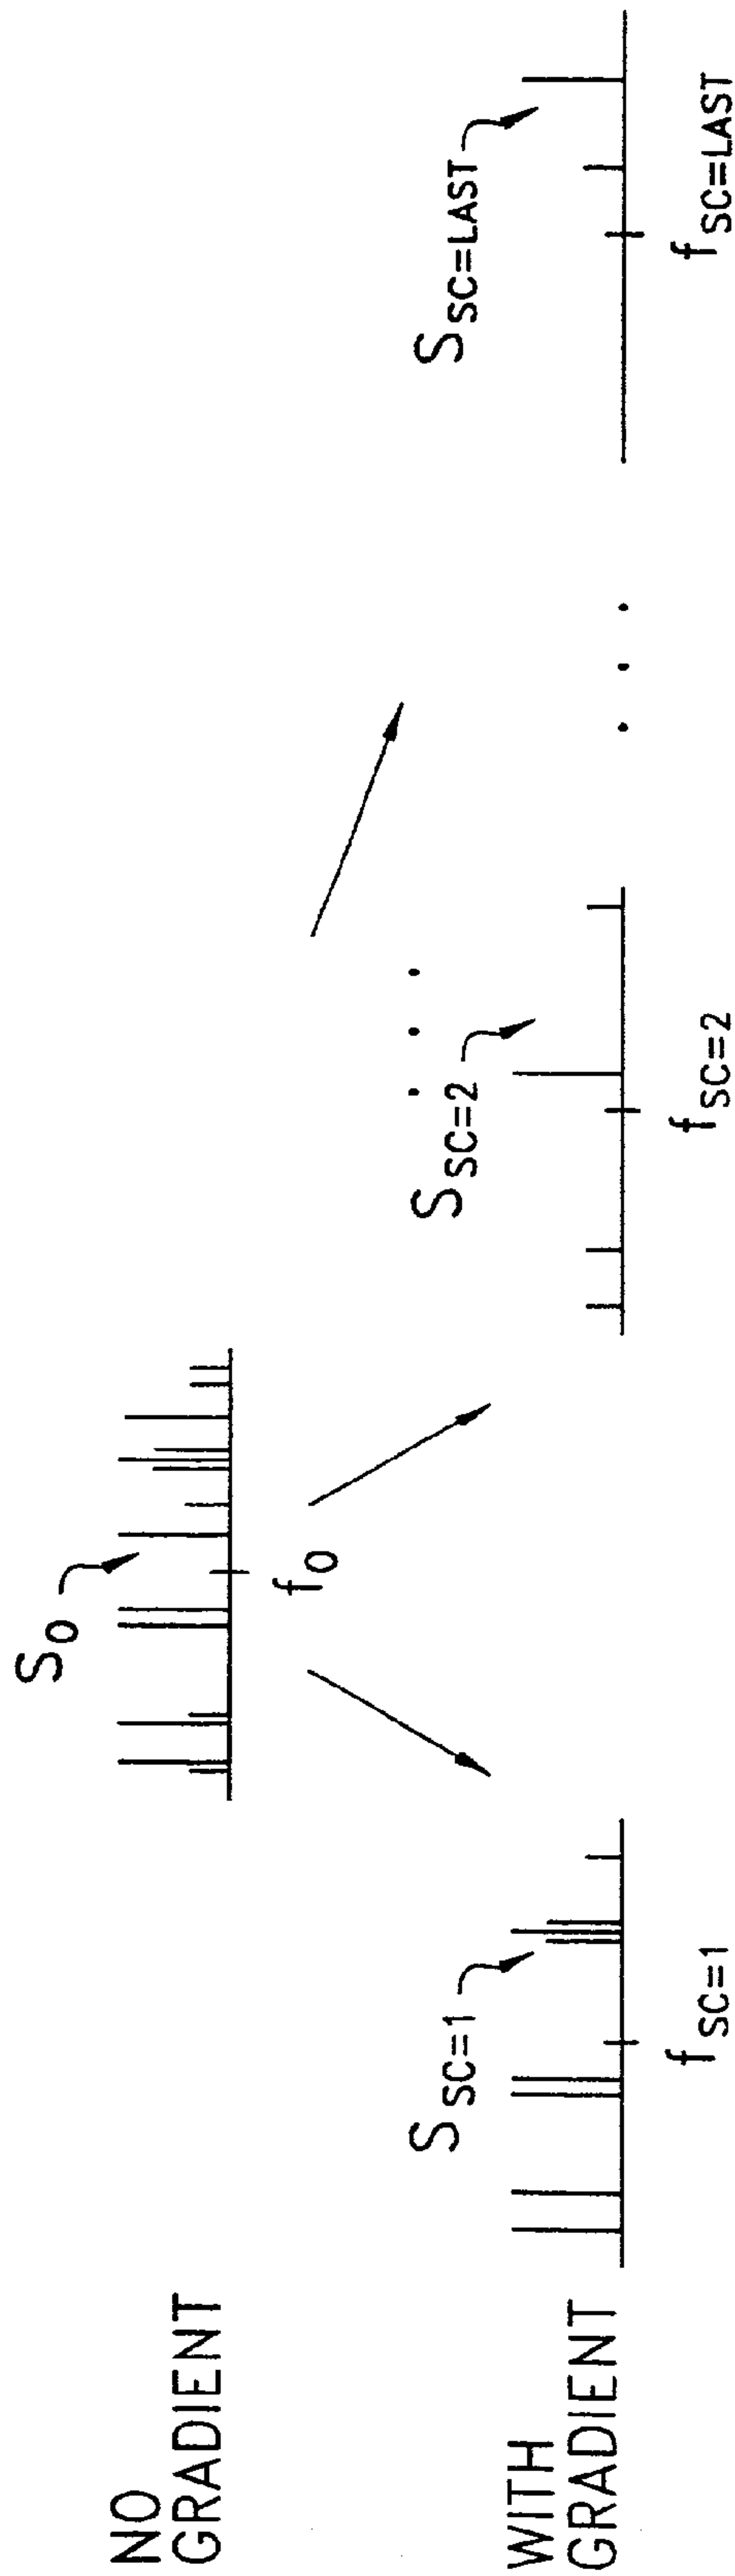 NO
GRADIENT
S0
f0
WITH
GRADIENT
SSC=1
fSC=1
SSC=2
fSC=2
SSC=LAST
fSC=LAST